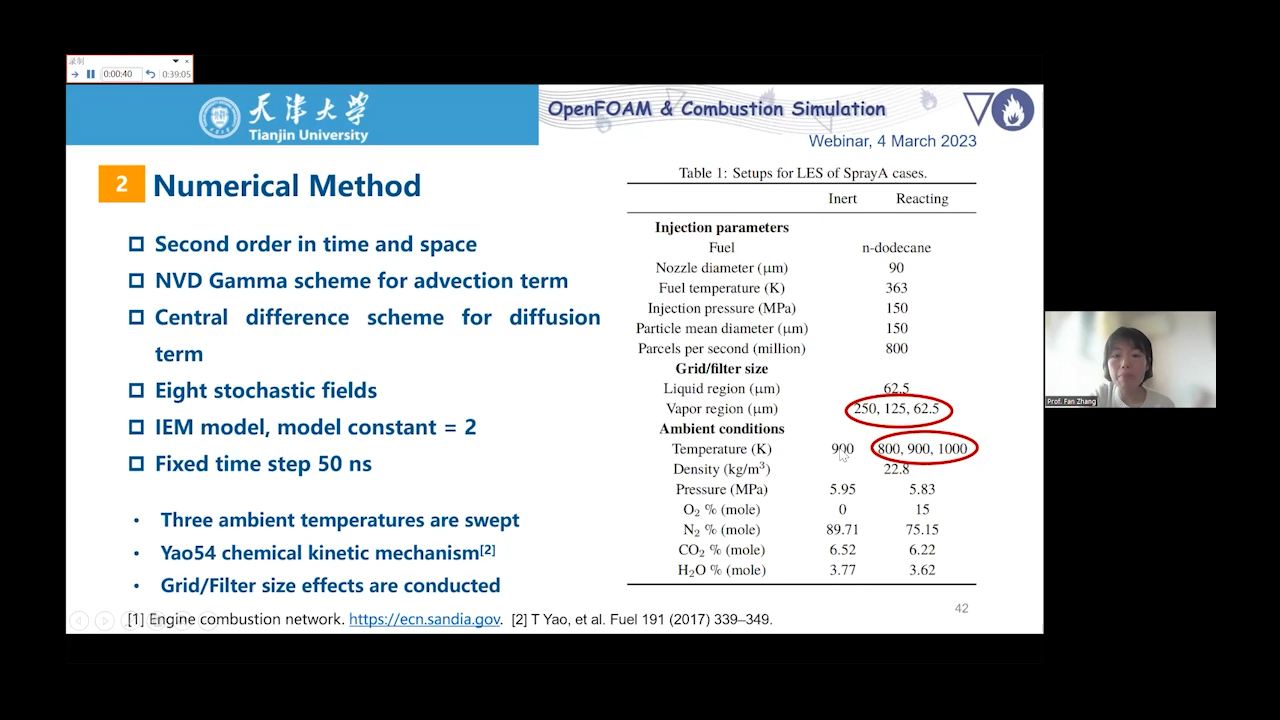 录制
0:00:40 0:39:05
天津大学
Tianjin University
OpenFOAM & Combustion Simulation
Webinar, 4 March 2023
2 Numerical Method
Second order in time and space
NVD Gamma scheme for advection term
Central difference scheme for diffusion
term
Eight stochastic fields
IEM model, model constant = 2
Fixed time step 50 ns
• Three ambient temperatures are swept
• Yao54 chemical kinetic mechanism[2]
• Grid/Filter size effects are conducted
Table 1: Setups for LES of SprayA cases.
Inert Reacting
Injection parameters
Fuel n-dodecane
Nozzle diameter (μm) 90
Fuel temperature (K) 363
Injection pressure (MPa) 150
Particle mean diameter (μm) 150
Parcels per second (million) 800
Grid/filter size
Liquid region (μm) 62.5
Vapor region (μm) 250, 125, 62.5
Ambient conditions
Temperature (K) 900 800, 900, 1000
Density (kg/m³) 22.8
Pressure (MPa) 5.95 5.83
O₂ % (mole) 0 15
N₂ % (mole) 89.71 75.15
CO₂ % (mole) 6.52 6.22
H₂O % (mole) 3.77 3.62
42
[1] Engine combustion network. https://ecn.sandia.gov. [2] T Yao, et al. Fuel 191 (2017) 339–349.
Prof. Fan Zhang